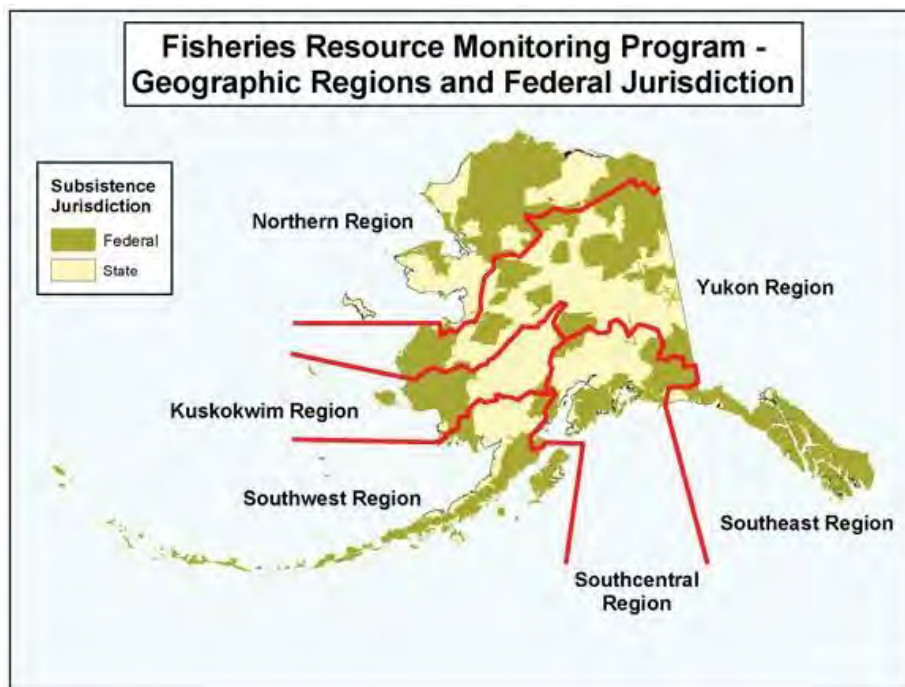 Fisheries Resource Monitoring Program -
Geographic Regions and Federal Jurisdiction
Subsistence
Jurisdiction
Federal
State
Northern Region
Yukon Region
Kuskokwim Region
Southwest Region
Southeast Region
Southcentral
Region